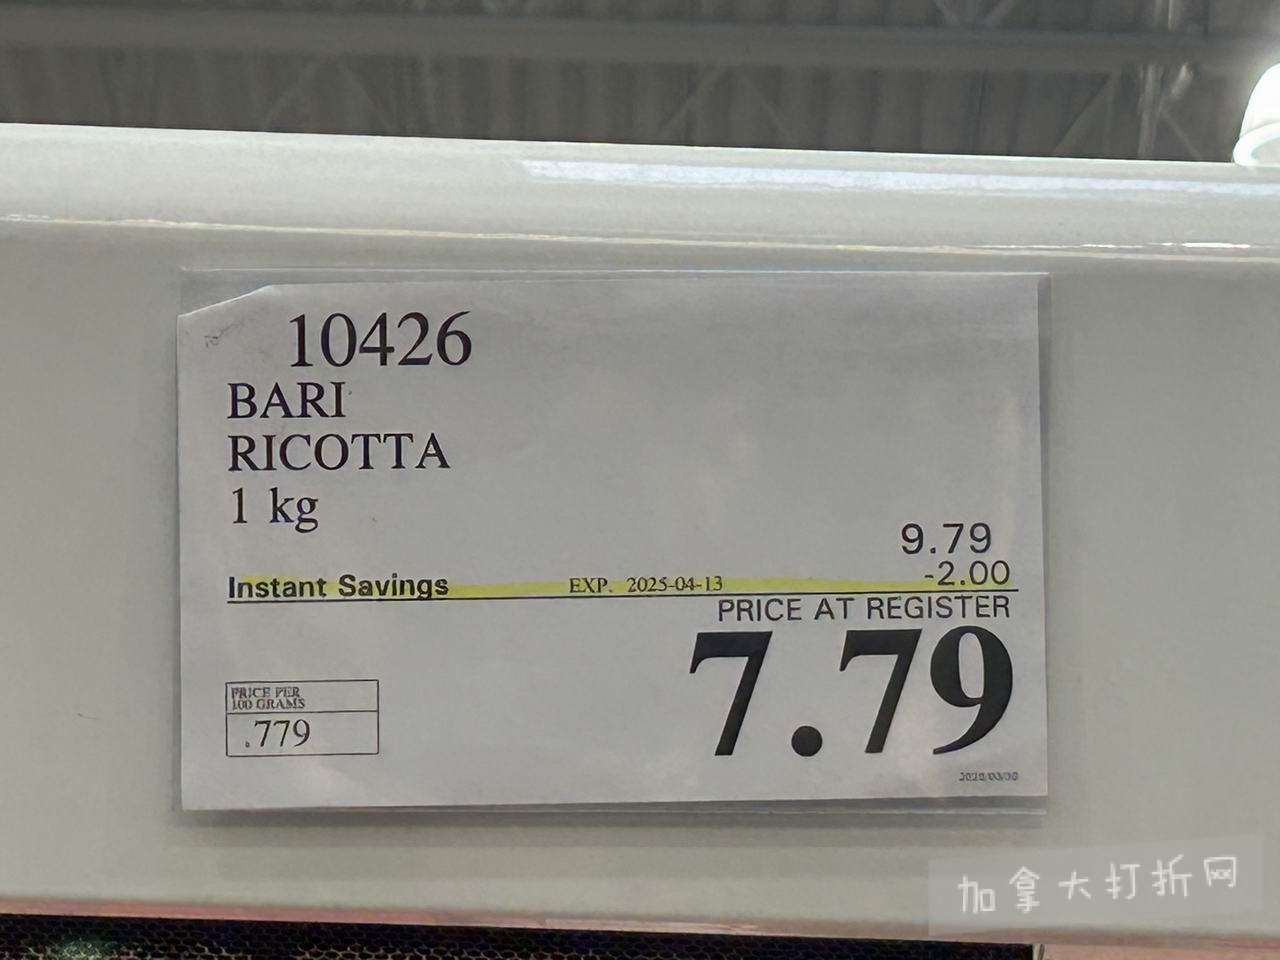 10426
BARI
RICOTTA
1 kg
9.79
Instant Savings EXP. 2025-04-13 -2.00
PRICE AT REGISTER
7.79
PRICE PER
100 GRAMS
.779
加拿大打折网